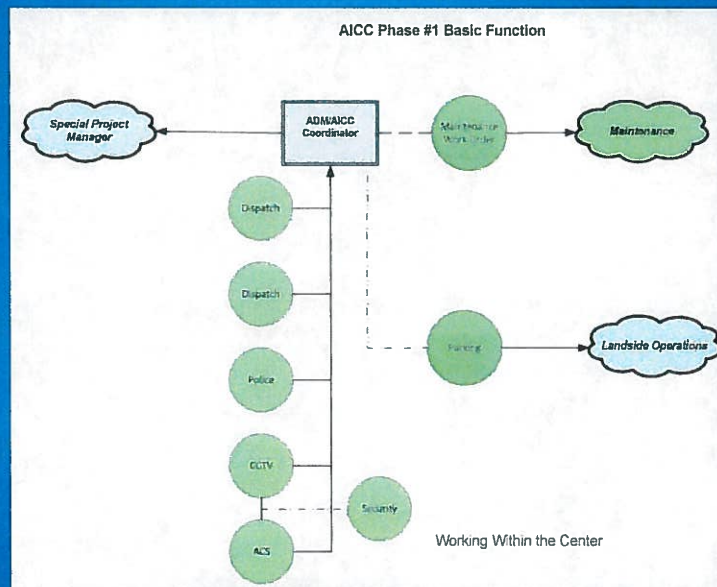 AICC Phase #1 Basic Function
Special Project
Manager
ADM/AICC
Coordinator
Maintenance
Work Order
Maintenance
Dispatch
Dispatch
Police
Parking
Landside Operations
CCTV
Security
ACS
Working Within the Center